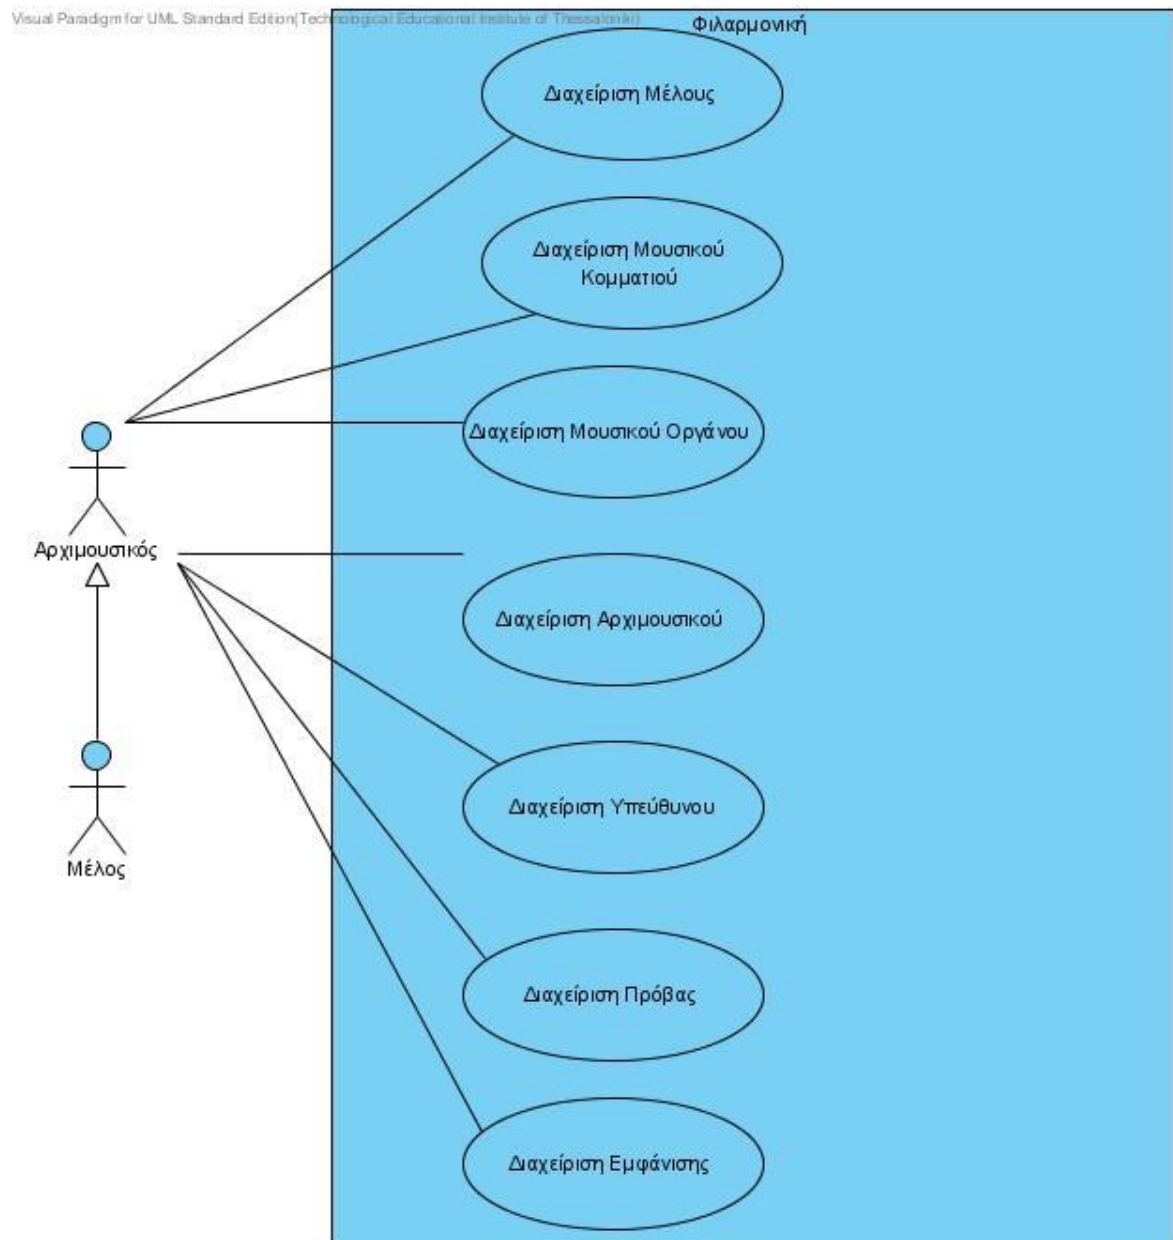 Visual Paradigm for UML Standard Edition(Technological Educational Institute of Thessaloniki)
Φιλαρμονική
Διαχείριση Μέλους
Διαχείριση Μουσικού
Κομματιού
Διαχείριση Μουσικού Οργάνου
Αρχιμουσικός
Διαχείριση Αρχιμουσικού
Διαχείριση Υπεύθυνου
Μέλος
Διαχείριση Πρόβας
Διαχείριση Εμφάνισης